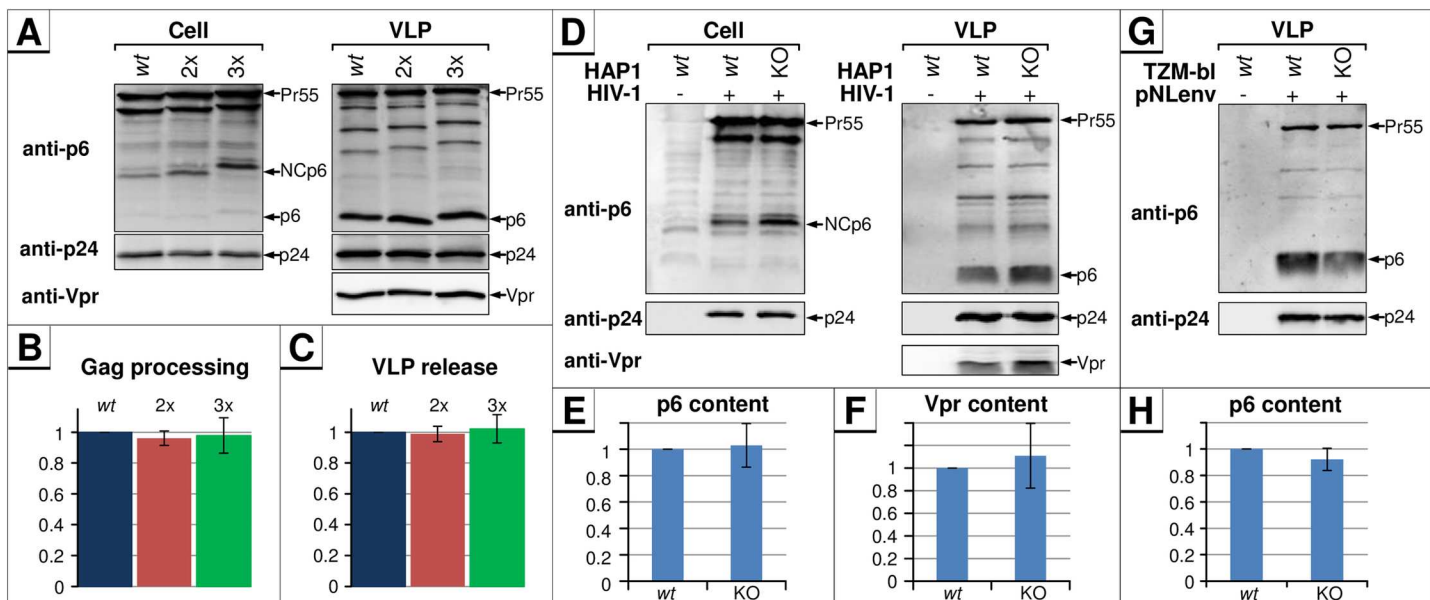 A
Cell
VLP
wt 2x 3x
wt 2x 3x
anti-p6
Pr55
NCp6
p6
Pr55
p6
anti-p24
p24
p24
anti-Vpr
Vpr
B
Gag processing
wt 2x 3x
1
0.8
0.6
0.4
0.2
0
C
VLP release
wt 2x 3x
1
0.8
0.6
0.4
0.2
0
D
Cell
VLP
HAP1 wt wt KO
HIV-1 - + +
HAP1 wt wt KO
HIV-1 - + +
anti-p6
Pr55
NCp6
Pr55
p6
anti-p24
p24
p24
anti-Vpr
Vpr
E
p6 content
1
0.8
0.6
0.4
0.2
0
wt KO
F
Vpr content
1
0.8
0.6
0.4
0.2
0
wt KO
G
VLP
TZM-bl wt wt KO
pNLenv - + +
anti-p6
Pr55
p6
anti-p24
p24
H
p6 content
1
0.8
0.6
0.4
0.2
0
wt KO